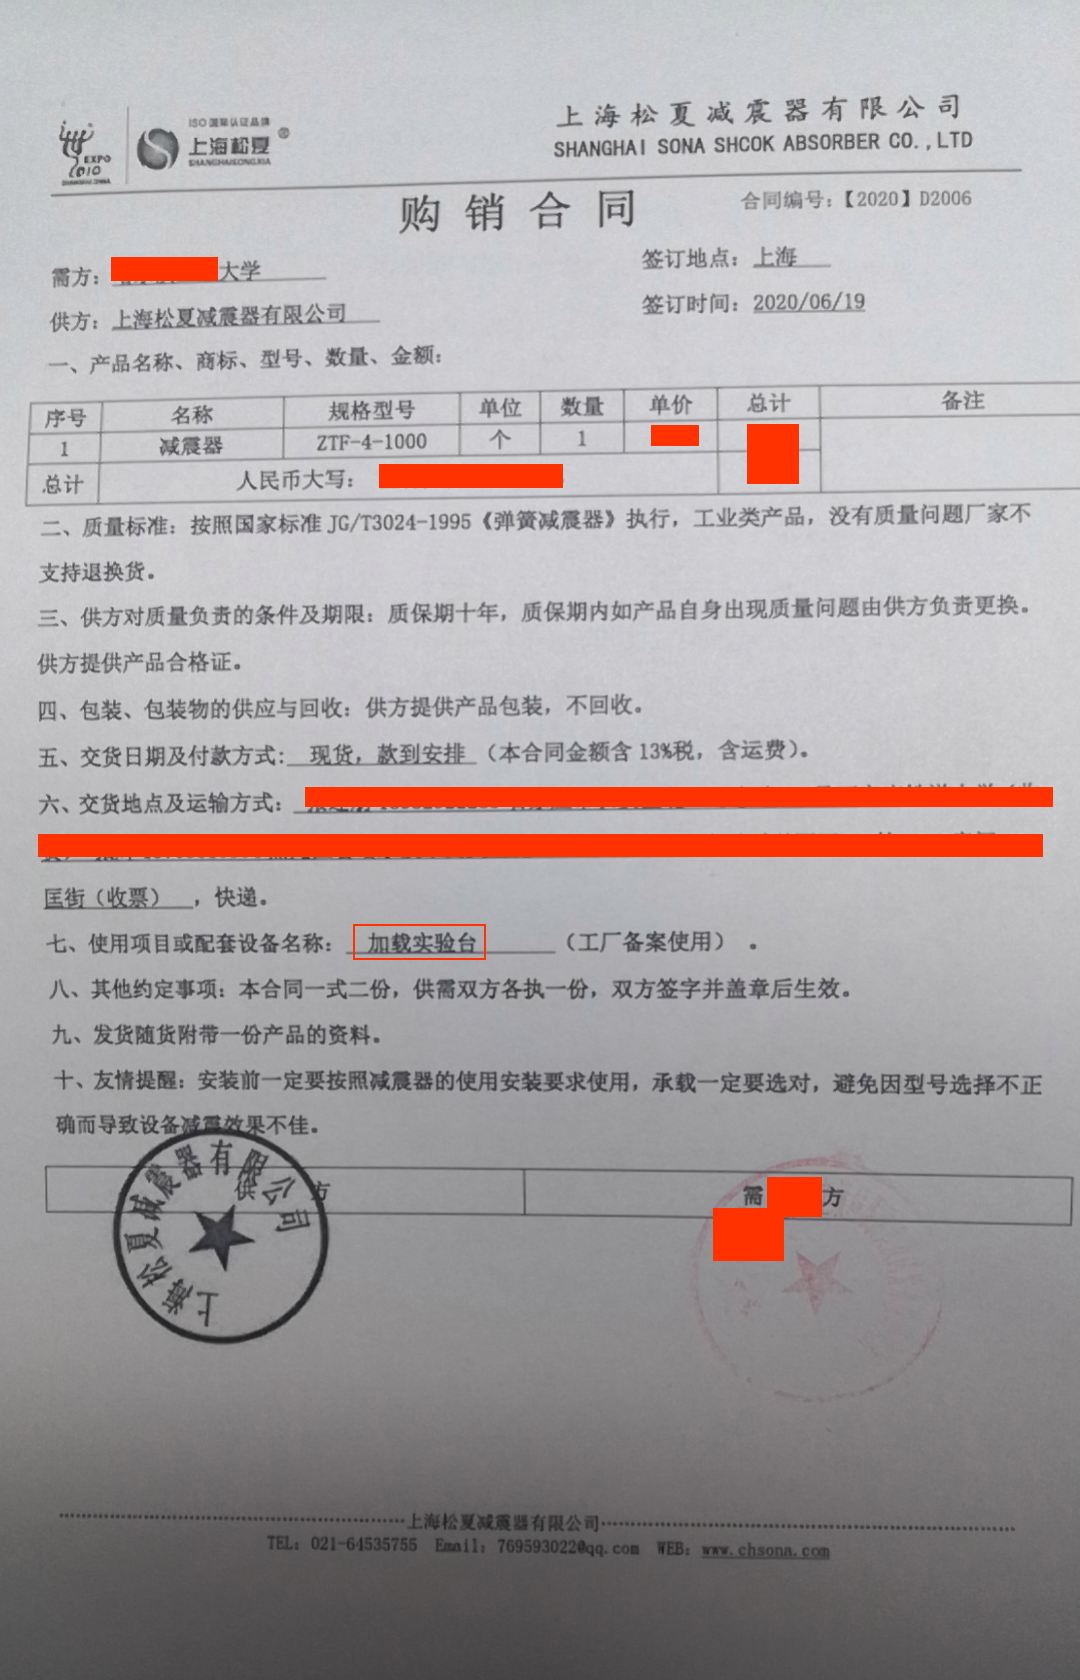 EXPO
2010
SHANGHAI CHINA
ISO 国际认证品牌
上海松夏®
SHANGHAISONGXIA
上海松夏减震器有限公司
SHANGHAI SONA SHCOK ABSORBER CO.,LTD
购销合同
合同编号:【2020】D2006
需方: 大学
签订地点: 上海
供方: 上海松夏减震器有限公司
签订时间: 2020/06/19
一、产品名称、商标、型号、数量、金额:
序号 名称 规格型号 单位 数量 单价 总计 备注
1 减震器 ZTF-4-1000 个 1
总计 人民币大写:
二、质量标准: 按照国家标准 JG/T3024-1995《弹簧减震器》执行, 工业类产品, 没有质量问题厂家不
支持退换货。
三、供方对质量负责的条件及期限: 质保期十年, 质保期内如产品自身出现质量问题由供方负责更换。
供方提供产品合格证。
四、包装、包装物的供应与回收: 供方提供产品包装, 不回收。
五、交货日期及付款方式: 现货, 款到安排 (本合同金额含 13%税, 含运费)。
六、交货地点及运输方式:
匡街(收票) , 快递。
七、使用项目或配套设备名称: 加载实验台 (工厂备案使用) 。
八、其他约定事项: 本合同一式二份, 供需双方各执一份, 双方签字并盖章后生效。
九、发货随货附带一份产品的资料。
十、友情提醒: 安装前一定要按照减震器的使用安装要求使用, 承载一定要选对, 避免因型号选择不正
确而导致设备减震效果不佳。
供 方 需 方
上海松夏减震器有限公司
上海松夏减震器有限公司
TEL: 021-64535755 Email: 769593022@qq.com WEB: www.chsona.com